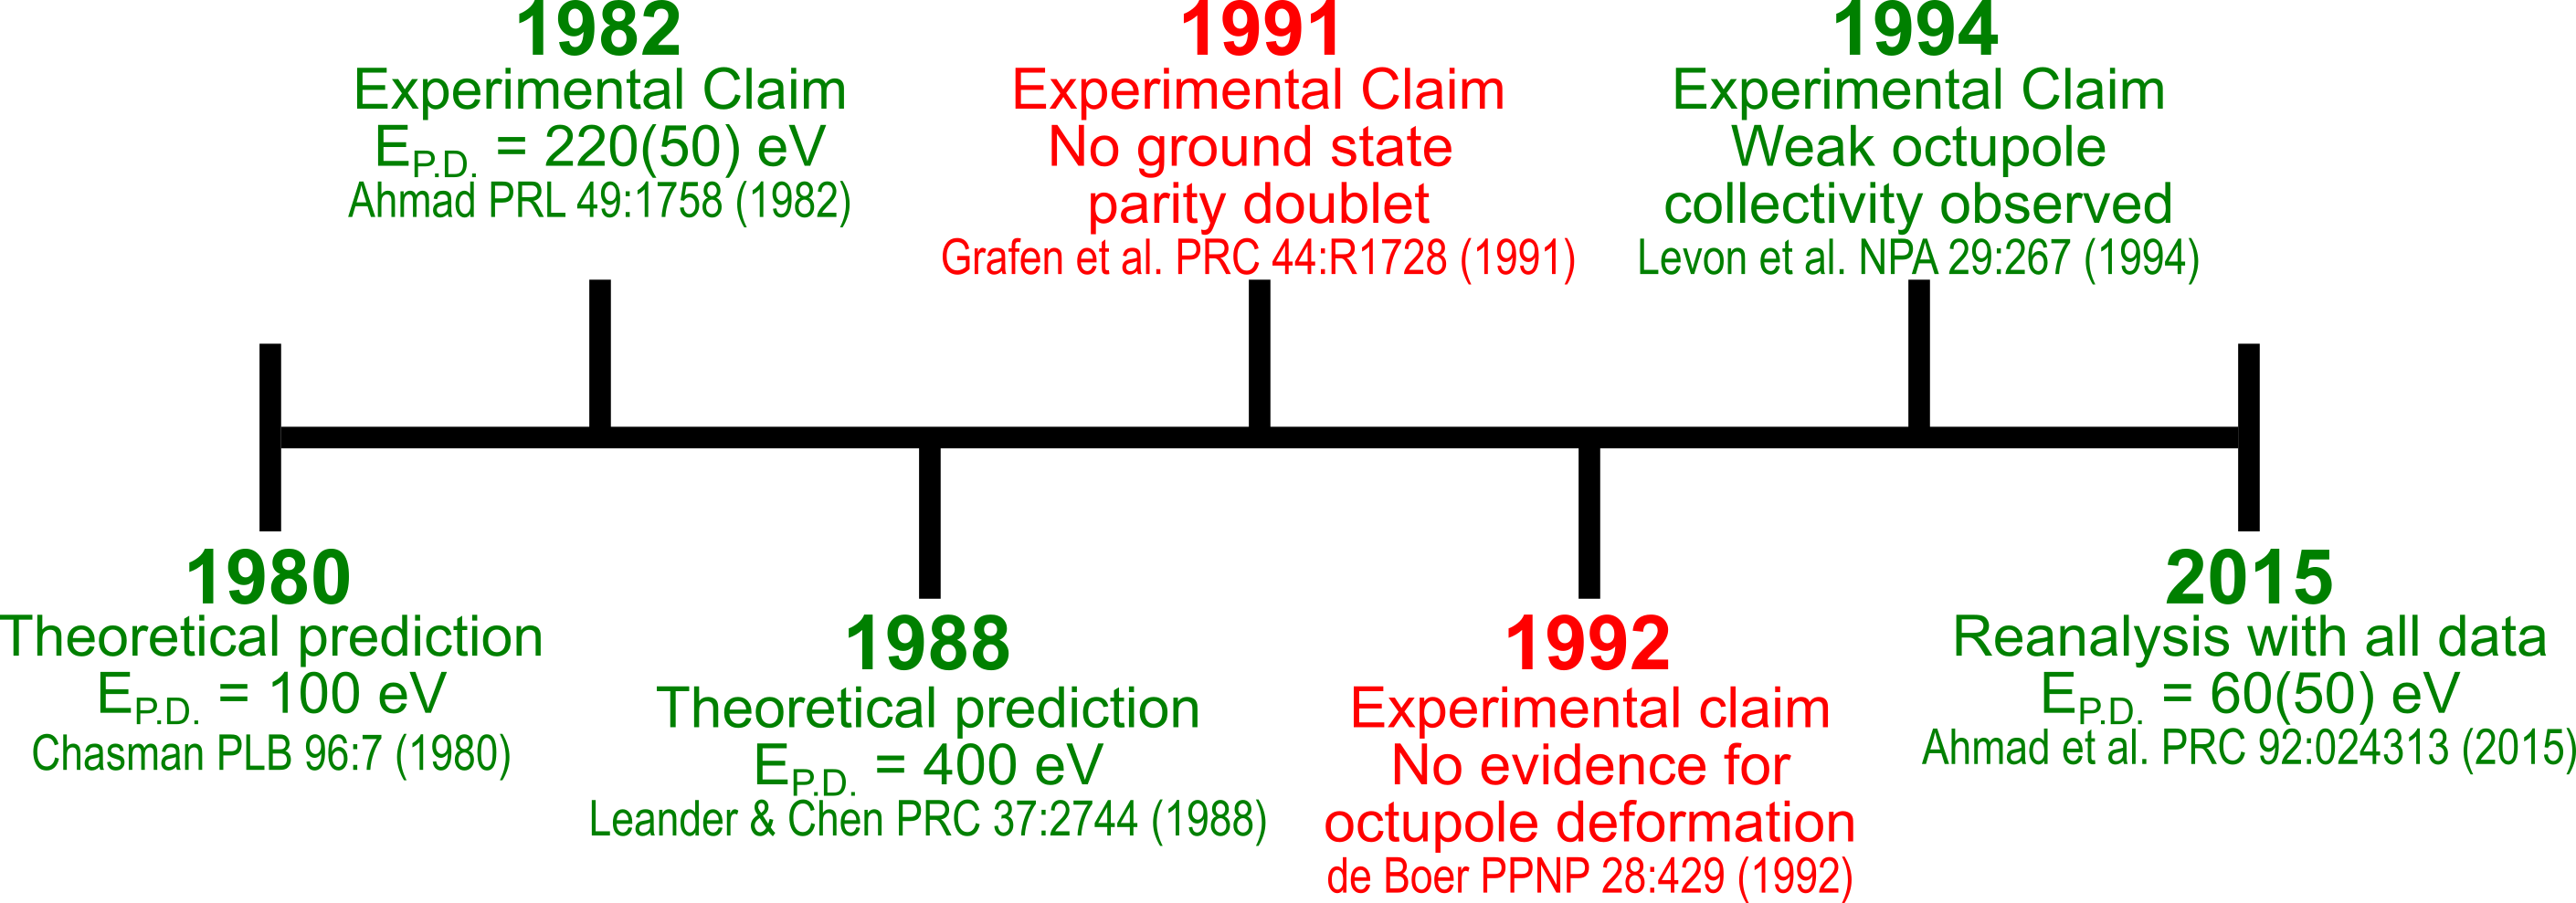 1982
Experimental Claim
E_P.D. = 220(50) eV
Ahmad PRL 49:1758 (1982)
1991
Experimental Claim
No ground state
parity doublet
Grafen et al. PRC 44:R1728 (1991)
1994
Experimental Claim
Weak octupole
collectivity observed
Levon et al. NPA 29:267 (1994)
1980
Theoretical prediction
E_P.D. = 100 eV
Chasman PLB 96:7 (1980)
1988
Theoretical prediction
E_P.D. = 400 eV
Leander & Chen PRC 37:2744 (1988)
1992
Experimental claim
No evidence for
octupole deformation
de Boer PPNP 28:429 (1992)
2015
Reanalysis with all data
E_P.D. = 60(50) eV
Ahmad et al. PRC 92:024313 (2015)